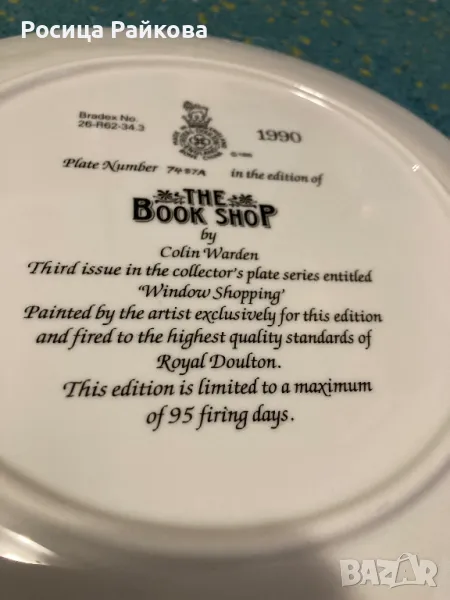 Росица Райкова
Bradex No.
26-R62-34.3
1990
Plate Number 7497A in the edition of
THE
BOOK SHOP
by
Colin Warden
Third issue in the collector's plate series entitled
'Window Shopping'
Painted by the artist exclusively for this edition
and fired to the highest quality standards of
Royal Doulton.
This edition is limited to a maximum
of 95 firing days.
BAZAR.bg